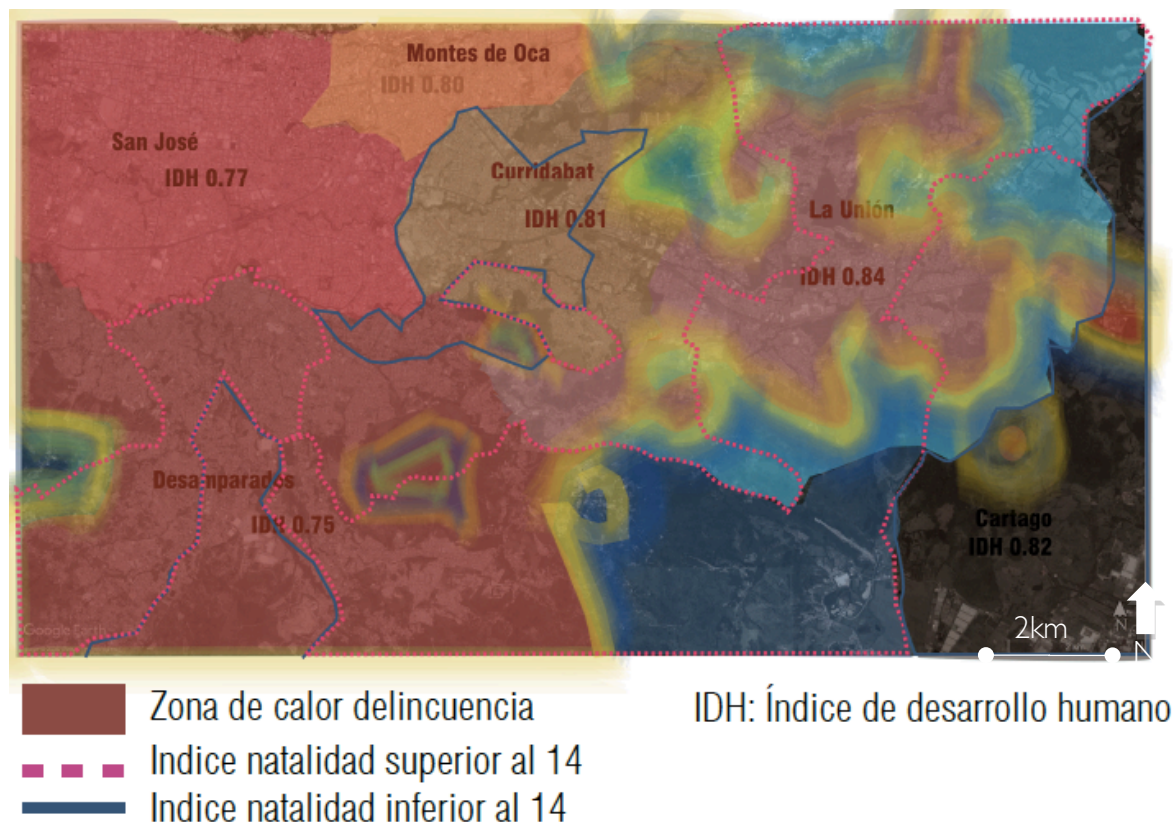 Montes de Oca
IDH 0.80
San José
IDH 0.77
Curridabat
IDH 0.81
La Unión
IDH 0.84
Desamparados
IDH 0.75
Cartago
IDH 0.82
Google Earth
N
2km
N
Zona de calor delincuencia
IDH: Índice de desarrollo humano
Indice natalidad superior al 14
Indice natalidad inferior al 14